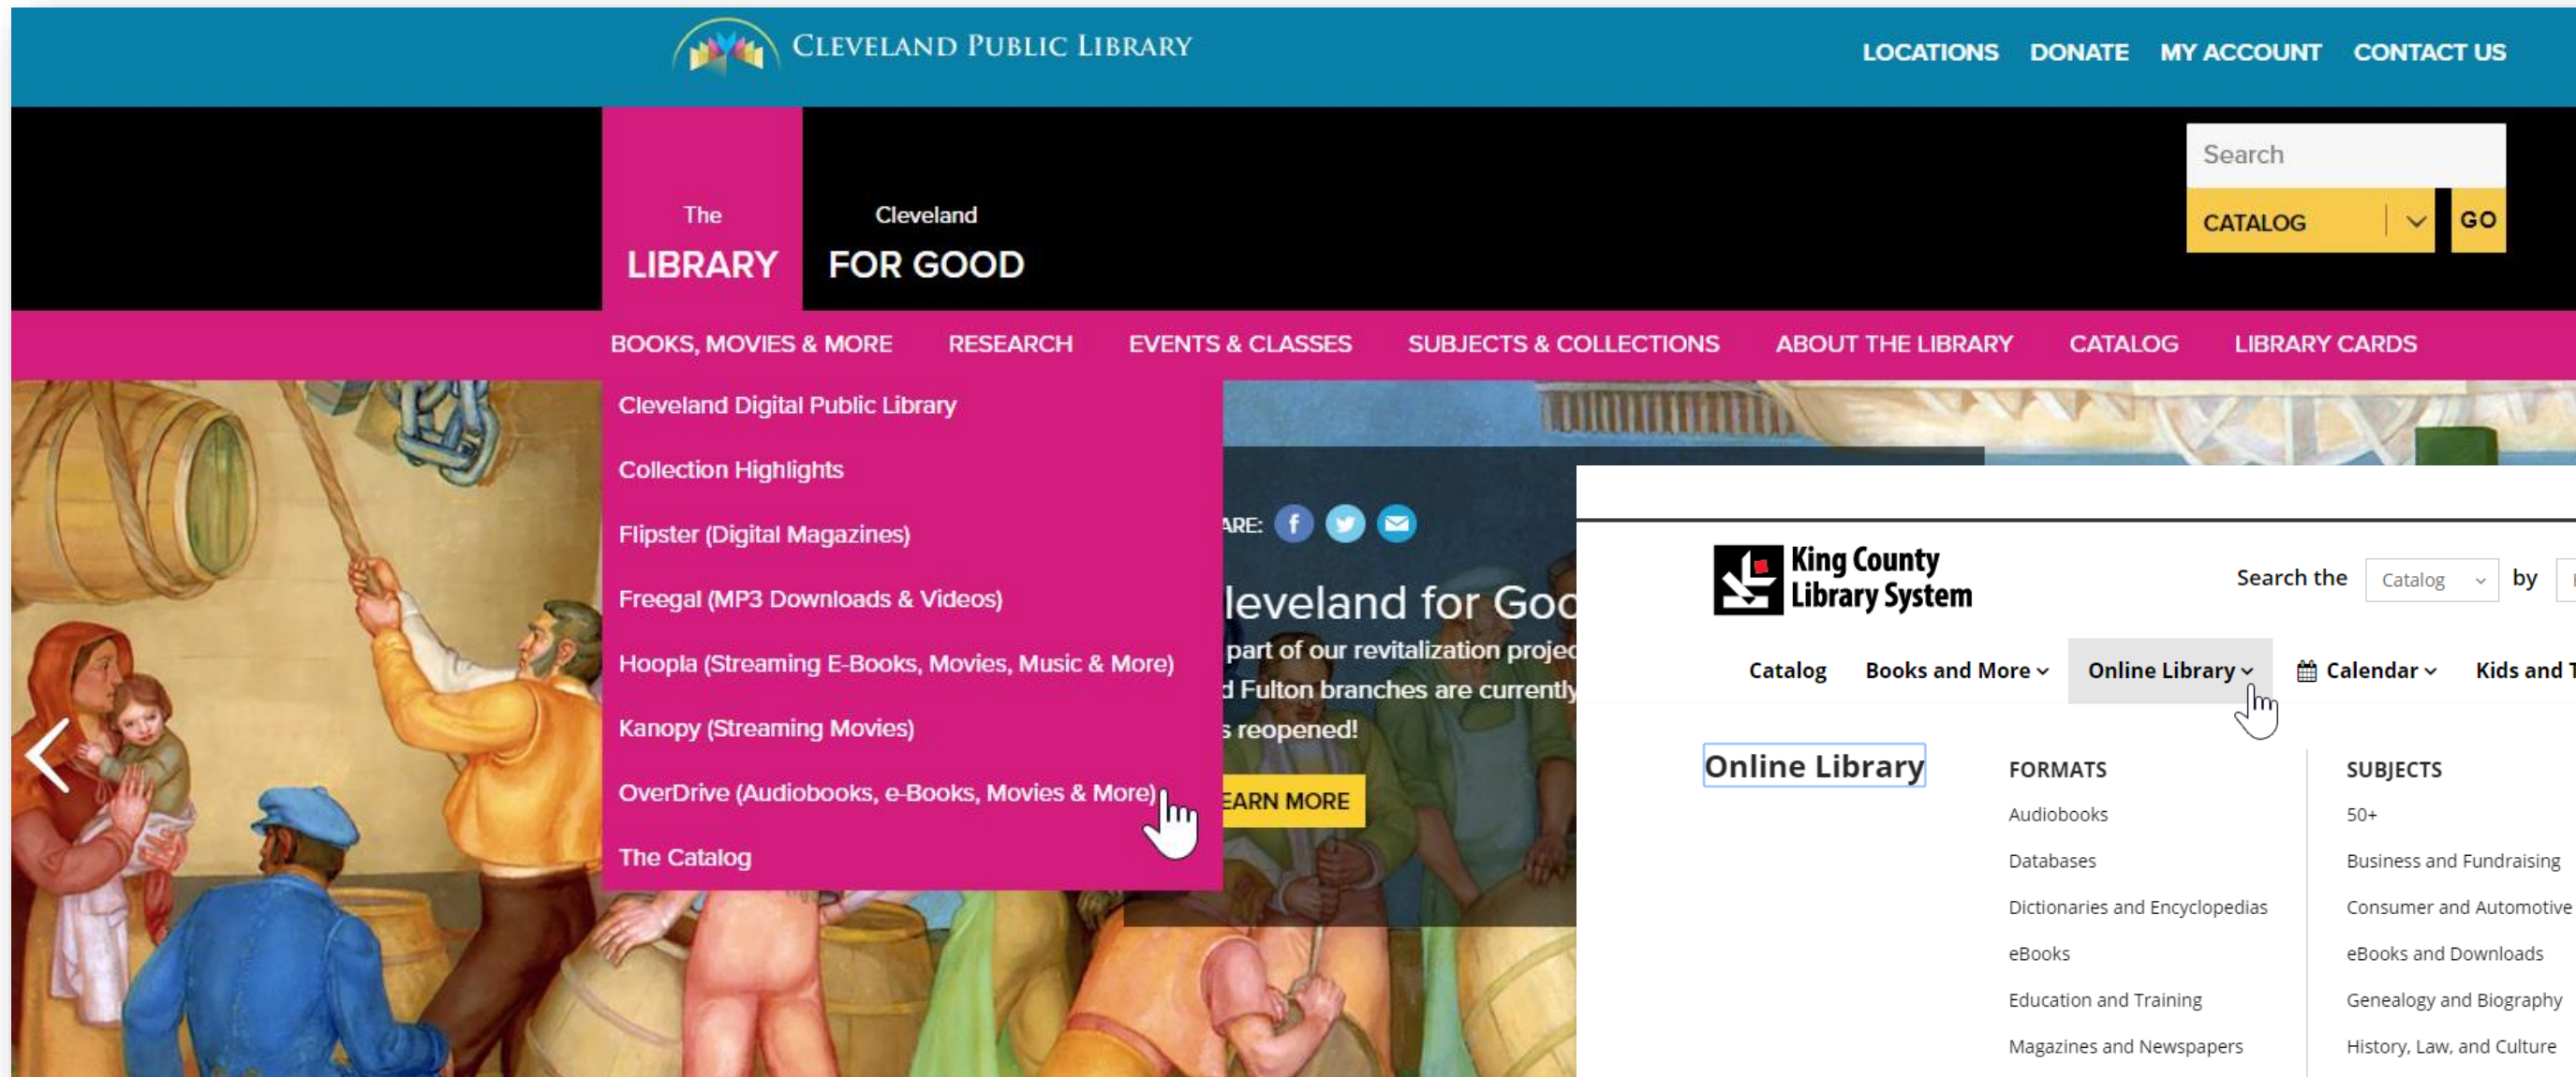 CLEVELAND PUBLIC LIBRARY
LOCATIONS DONATE MY ACCOUNT CONTACT US
Search
CATALOG GO
The
LIBRARY
Cleveland
FOR GOOD
BOOKS, MOVIES & MORE RESEARCH EVENTS & CLASSES SUBJECTS & COLLECTIONS ABOUT THE LIBRARY CATALOG LIBRARY CARDS
Cleveland Digital Public Library
Collection Highlights
Flipster (Digital Magazines)
Freegal (MP3 Downloads & Videos)
Hoopla (Streaming E-Books, Movies, Music & More)
Kanopy (Streaming Movies)
OverDrive (Audiobooks, e-Books, Movies & More)
The Catalog
ARE:
leveland for Goo
part of our revitalization projec
d Fulton branches are currently
s reopened!
EARN MORE
King County
Library System
Search the Catalog by
Catalog Books and More Online Library Calendar Kids and T
Online Library
FORMATS
Audiobooks
Databases
Dictionaries and Encyclopedias
eBooks
Education and Training
Magazines and Newspapers
SUBJECTS
50+
Business and Fundraising
Consumer and Automotive
eBooks and Downloads
Genealogy and Biography
History, Law, and Culture